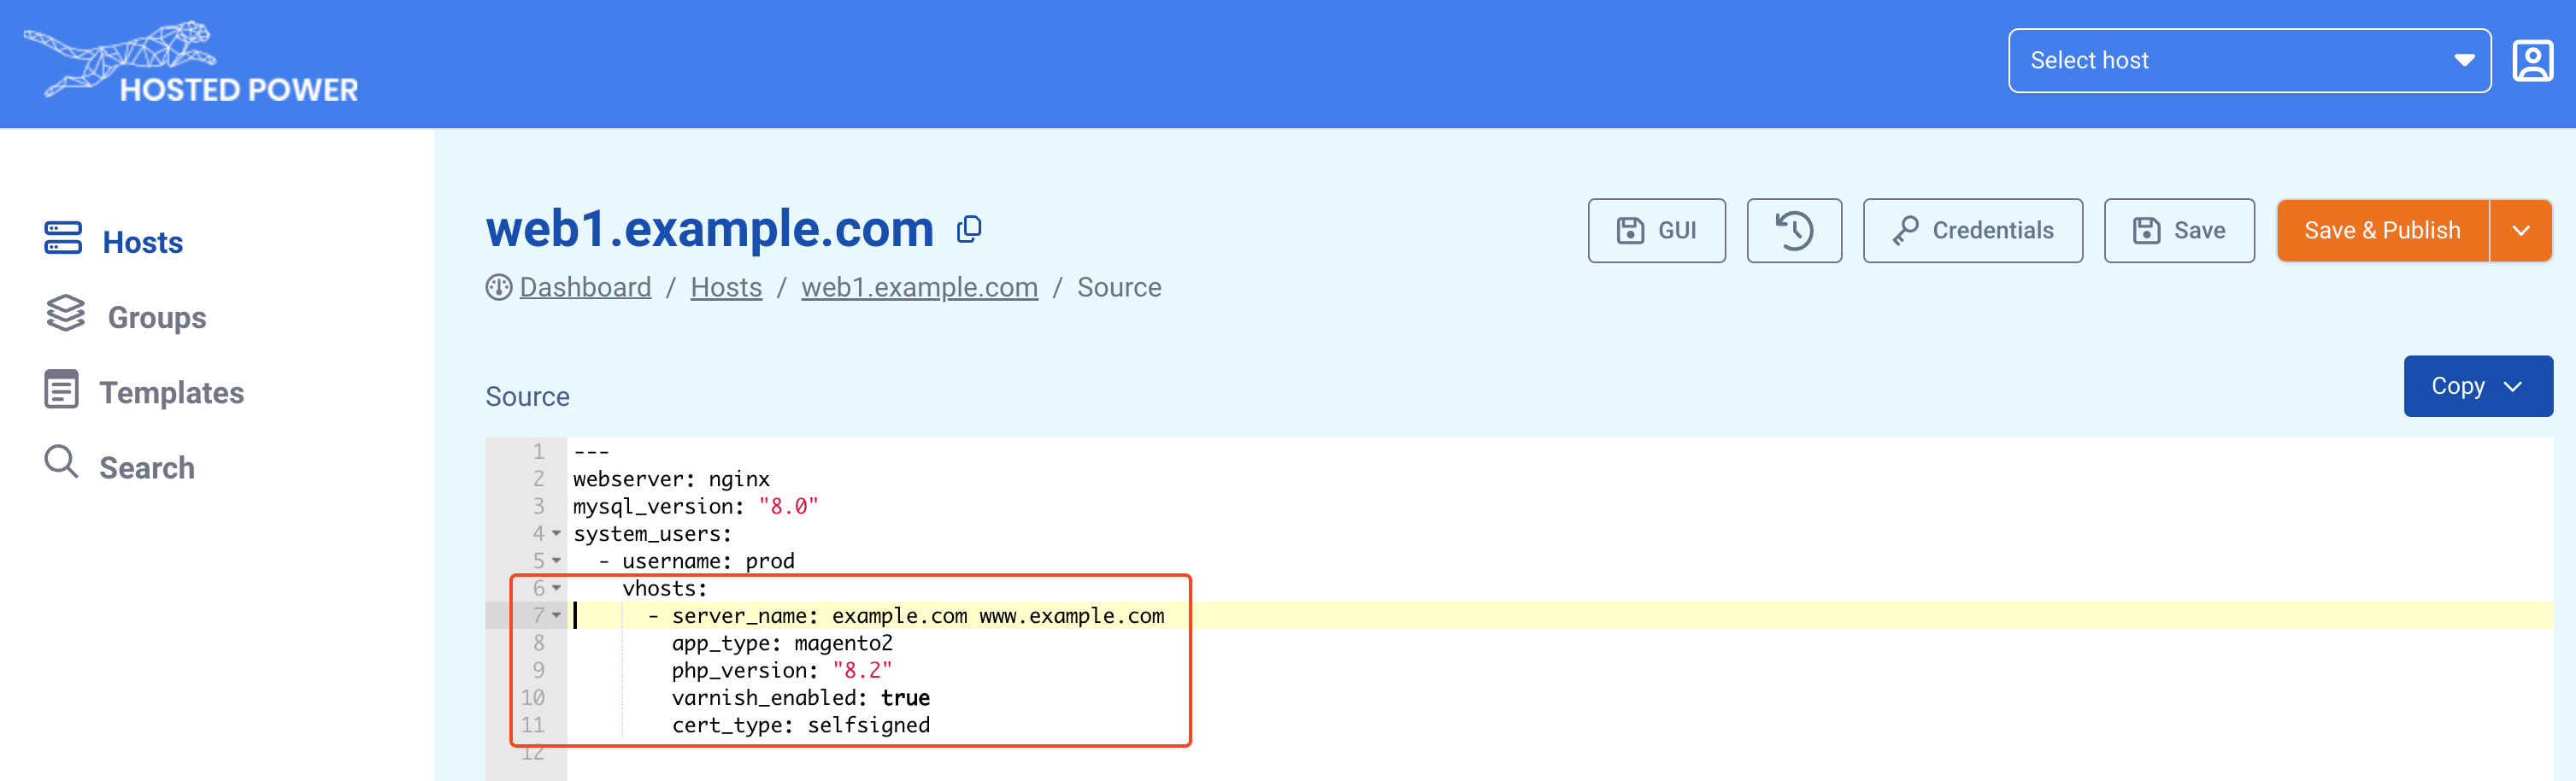 HOSTED POWER
Select host
Hosts
Groups
Templates
Search
web1.example.com
GUI
Credentials
Save
Save & Publish
Dashboard / Hosts / web1.example.com / Source
Source
Copy
1 ---
2 webserver: nginx
3 mysql_version: "8.0"
4 system_users:
5   - username: prod
6     vhosts:
7       - server_name: example.com www.example.com
8         app_type: magento2
9         php_version: "8.2"
10         varnish_enabled: true
11         cert_type: selfsigned
12